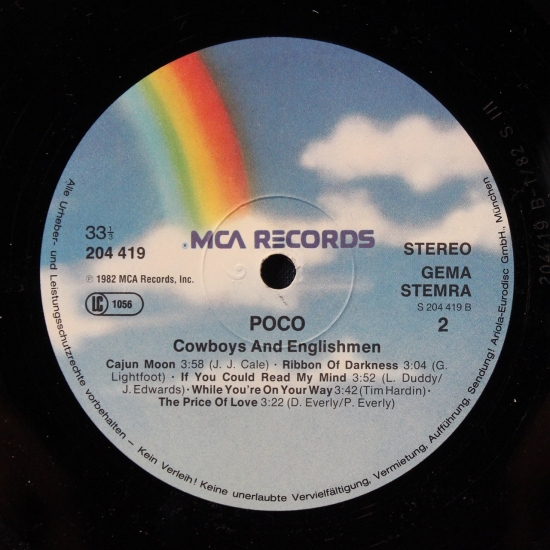 MCA RECORDS
33⅓
204 419
℗ 1982 MCA Records, Inc.
LC 1056
STEREO
GEMA
STEMRA
S 204 419 B
2
POCO
Cowboys And Englishmen
Cajun Moon 3:58 (J. J. Cale) · Ribbon Of Darkness 3:04 (G.
Lightfoot) · If You Could Read My Mind 3:52 (L. Duddy/
J. Edwards) · While You're On Your Way 3:42 (Tim Hardin) ·
The Price Of Love 3:22 (D. Everly/P. Everly)
Alle Urheber- und Leistungsschutzrechte vorbehalten – Kein Verleih! Keine unerlaubte Vervielfältigung, Vermietung, Aufführung, Sendung! Ariola-Eurodisc GmbH., München